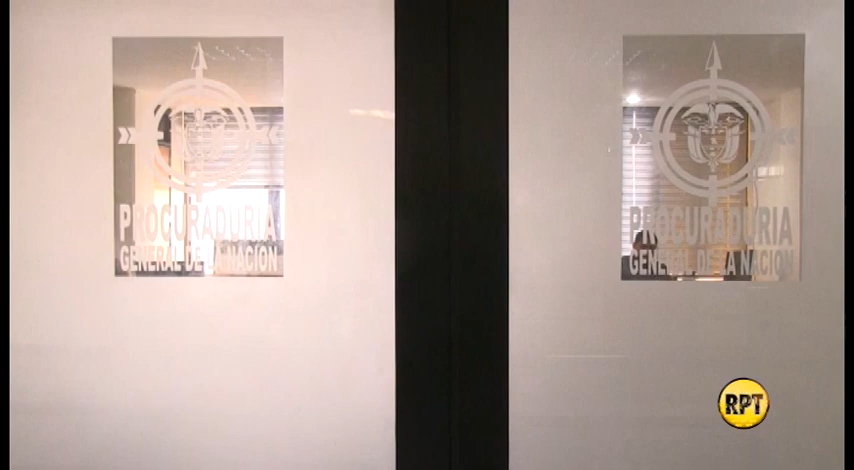 PROCURADURIA
GENERAL DE LA NACION
PROCURADURIA
GENERAL DE LA NACION
RPT